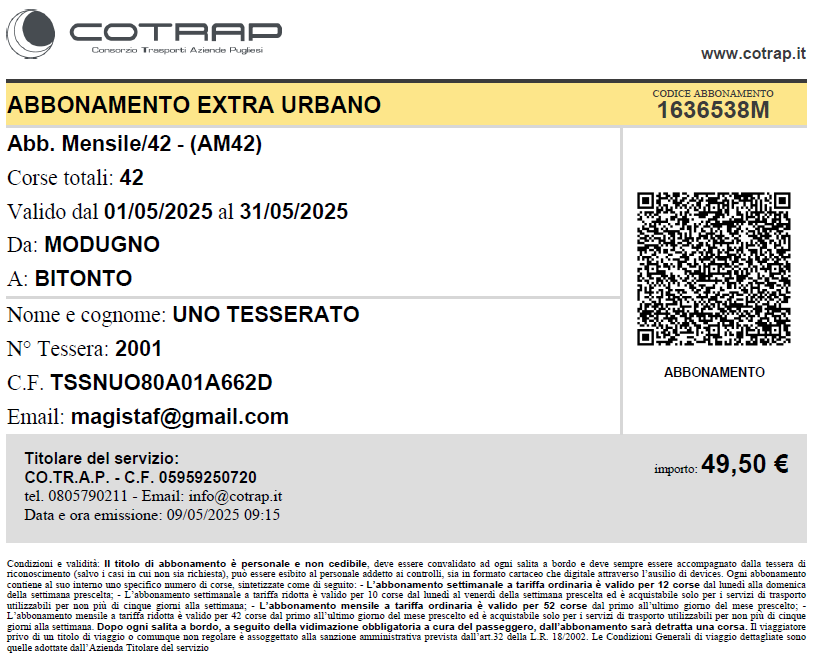 COTRAP
Consorzio Trasporti Aziende Pugliesi
www.cotrap.it
ABBONAMENTO EXTRA URBANO
CODICE ABBONAMENTO
1636538M
Abb. Mensile/42 - (AM42)
Corse totali: 42
Valido dal 01/05/2025 al 31/05/2025
Da: MODUGNO
A: BITONTO
Nome e cognome: UNO TESSERATO
N° Tessera: 2001
C.F. TSSNUO80A01A662D
Email: magistaf@gmail.com
ABBONAMENTO
Titolare del servizio:
CO.TR.A.P. - C.F. 05959250720
tel. 0805790211 - Email: info@cotrap.it
Data e ora emissione: 09/05/2025 09:15
importo: 49,50 €
Condizioni e validità: Il titolo di abbonamento è personale e non cedibile, deve essere convalidato ad ogni salita a bordo e deve sempre essere accompagnato dalla tessera di
riconoscimento (salvo i casi in cui non sia richiesta), può essere esibito al personale addetto ai controlli, sia in formato cartaceo che digitale attraverso l'ausilio di devices. Ogni abbonamento
contiene al suo interno uno specifico numero di corse, sintetizzate come di seguito: - L'abbonamento settimanale a tariffa ordinaria è valido per 12 corse dal lunedì alla domenica
della settimana prescelta; - L'abbonamento settimanale a tariffa ridotta è valido per 10 corse dal lunedì al venerdì della settimana prescelta ed è acquistabile solo per i servizi di trasporto
utilizzabili per non più di cinque giorni alla settimana; - L'abbonamento mensile a tariffa ordinaria è valido per 52 corse dal primo all'ultimo giorno del mese prescelto; -
L'abbonamento mensile a tariffa ridotta è valido per 42 corse dal primo all'ultimo giorno del mese prescelto ed è acquistabile solo per i servizi di trasporto utilizzabili per non più di cinque
giorni alla settimana. Dopo ogni salita a bordo, a seguito della vidimazione obbligatoria a cura del passeggero, dall'abbonamento sarà detratta una corsa. Il viaggiatore
privo di un titolo di viaggio o comunque non regolare è assoggettato alla sanzione amministrativa prevista dall'art.32 della L.R. 18/2002. Le Condizioni Generali di viaggio dettagliate sono
quelle adottate dall'Azienda Titolare del servizio